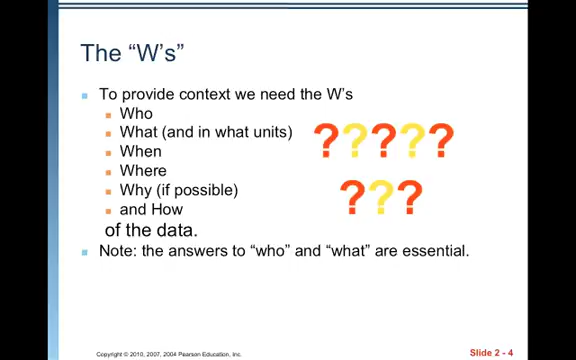 The “W’s”
To provide context we need the W’s
Who
What (and in what units)
When
Where
Why (if possible)
and How
of the data.
? ? ? ? ?
? ? ?
Note: the answers to “who” and “what” are essential.
Copyright © 2010, 2007, 2004 Pearson Education, Inc.
Slide 2 - 4